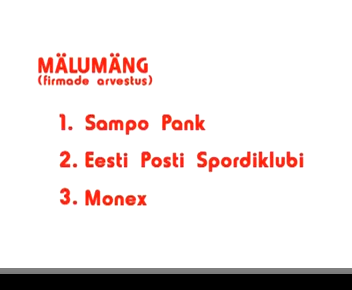 MÄLUMÄNG
(firmade arvestus)
1. Sampo Pank
2. Eesti Posti Spordiklubi
3. Monex